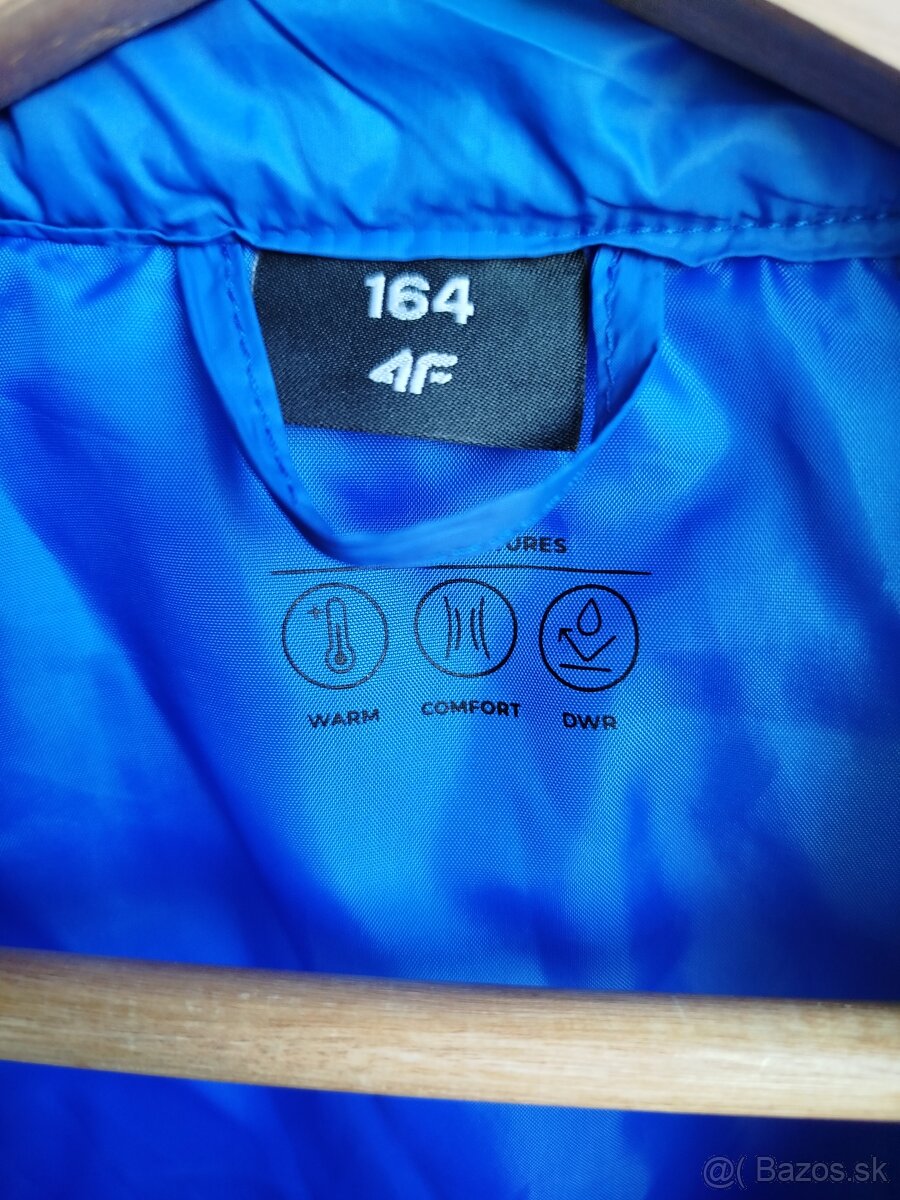 164
4F
WARM COMFORT DWR
@( Bazos.sk